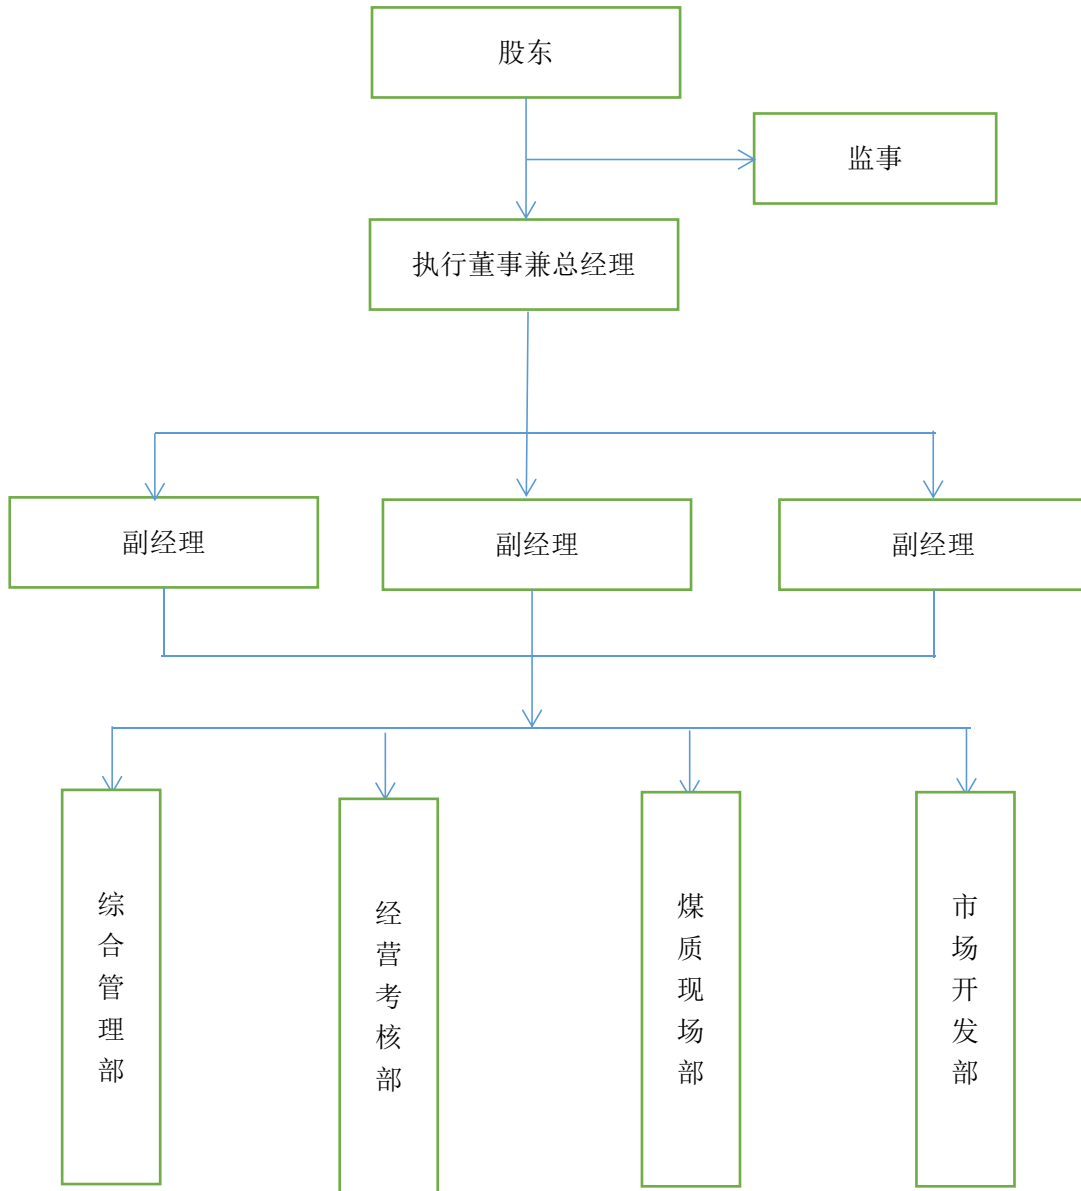 股东
监事
执行董事兼总经理
副经理
副经理
副经理
综合管理部
经营考核部
煤质现场部
市场开发部